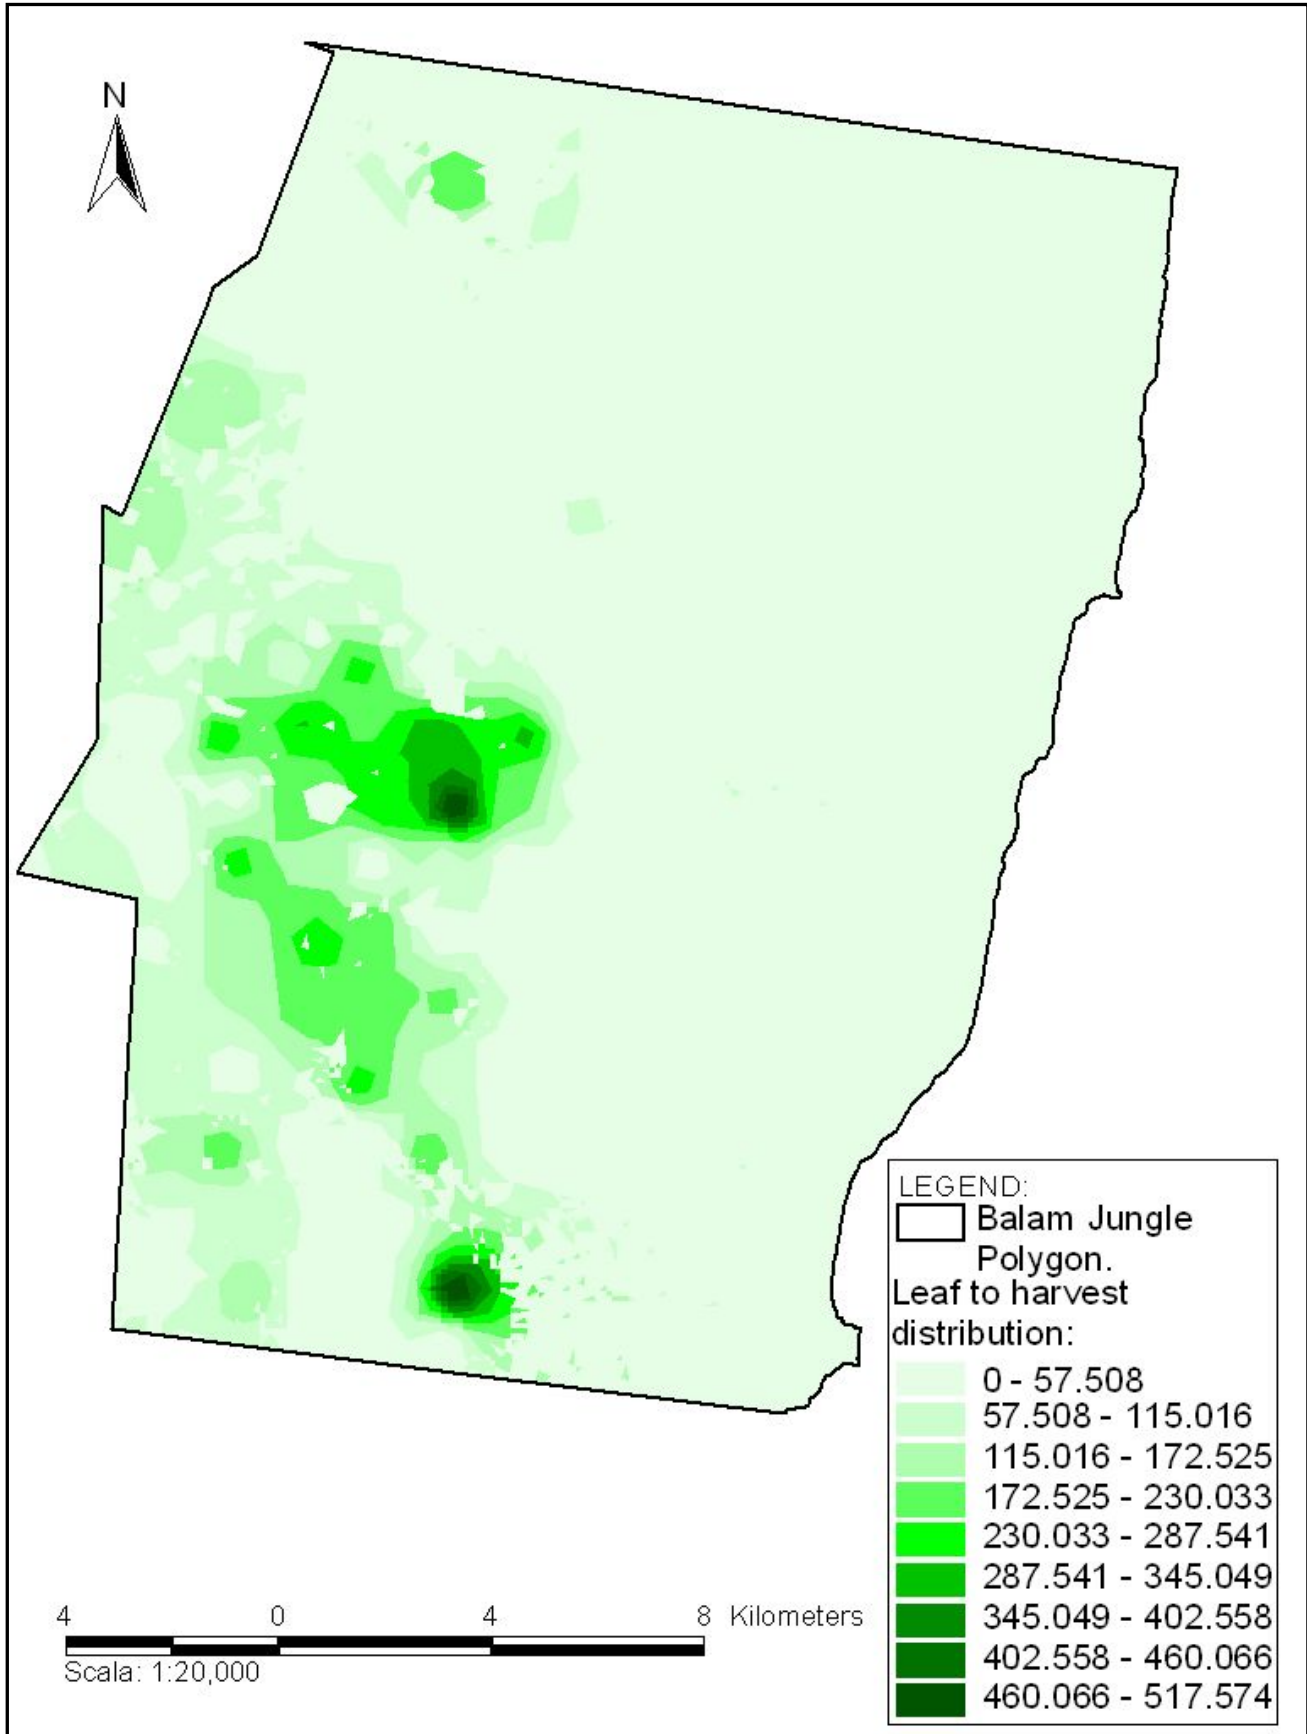 N
LEGEND:
Balam Jungle
Polygon.
Leaf to harvest
distribution:
0 - 57.508
57.508 - 115.016
115.016 - 172.525
172.525 - 230.033
230.033 - 287.541
287.541 - 345.049
345.049 - 402.558
402.558 - 460.066
460.066 - 517.574
4 0 4 8 Kilometers
Scala: 1:20,000